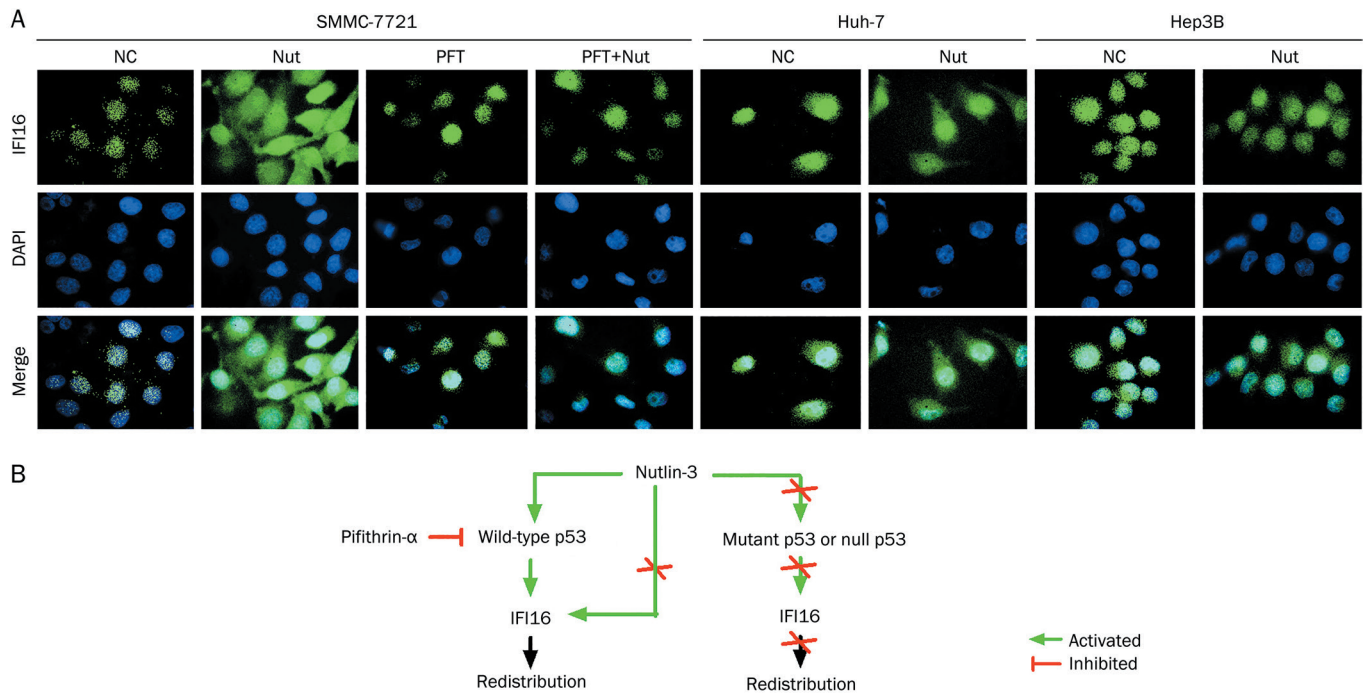 A
SMMC-7721 Huh-7 Hep3B
NC Nut PFT PFT+Nut NC Nut NC Nut
IFI16
DAPI
Merge
B
Nutlin-3
Pifithrin-α Wild-type p53 Mutant p53 or null p53
IFI16 IFI16
Redistribution Redistribution
Activated
Inhibited